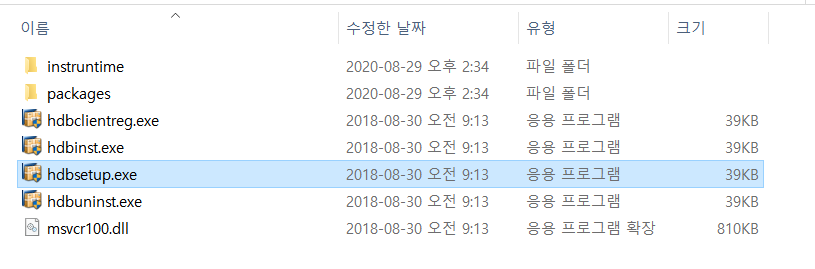 이름 수정한 날짜 유형 크기
instruntime 2020-08-29 오후 2:34 파일 폴더
packages 2020-08-29 오후 2:34 파일 폴더
hdbclientreg.exe 2018-08-30 오전 9:13 응용 프로그램 39KB
hdbinst.exe 2018-08-30 오전 9:13 응용 프로그램 39KB
hdbsetup.exe 2018-08-30 오전 9:13 응용 프로그램 39KB
hdbuninst.exe 2018-08-30 오전 9:13 응용 프로그램 39KB
msvcr100.dll 2018-08-30 오전 9:13 응용 프로그램 확장 810KB